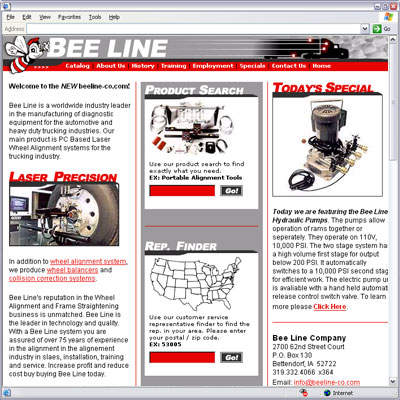 File Edit View Favorites Tools Help
Address
Go
BEE LINE
Catalog About Us History Training Employment Specials Contact Us Home
Welcome to the NEW beeline-co.com!
Bee Line is a worldwide industry leader
in the manufacturing of diagnostic
equipment for the automotive and
heavy duty trucking industries. Our
main product is PC Based Laser
Wheel Alignment systems for the
trucking industry.
LASER PRECISION
In addition to wheel alignment system,
we produce wheel balancers and
collision correction systems.
Bee Line's reputation in the Wheel
Alignment and Frame Straightening
business is unmatched. Bee Line is
the leader in technology and quality.
With a Bee Line system you are
assured of over 75 years of experience
in the alignment in the alignement
industry in slaes, installation, training
and service. Increase profit and reduce
cost buy buying Bee Line today.
PRODUCT SEARCH
Use our product search to find
exactly what you need.
EX: Portable Alignment Tools
Go!
REP. FINDER
Use our customer service
representative finder to find the
rep. in your area. Please enter
your postal / zip code.
EX: 53005
Go!
TODAY'S SPECIAL
Today we are featuring the Bee Line
Hydraulic Pumps. The pumps allow
operation of rams together or
seperately. They operate on 110V,
10,000 PSI. The two stage system has
a high volume first stage for output
below 200 PSI. It automatically
switches to a 10,000 PSI second stage
for efficient work. The electric pump
is avaliable with a hand held automatic
release control switch valve. To learn
more please Click Here.
Bee Line Company
2700 62nd Street Court
P.O. Box 130
Bettendorf, IA 52722
319.332.4066 x364
Email: info@beeline-co.com
Internet